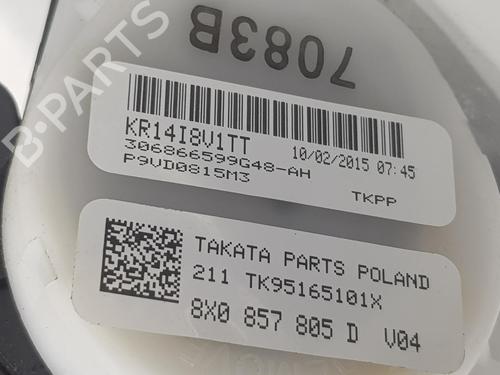 7083B
B-PARTS
KR14I8V1TT
10/02/2015 07:45
306866599G48-AH
P9VD0815M3
TKPP
TAKATA PARTS POLAND
211 TK95165101X
8X0 857 805 D V04